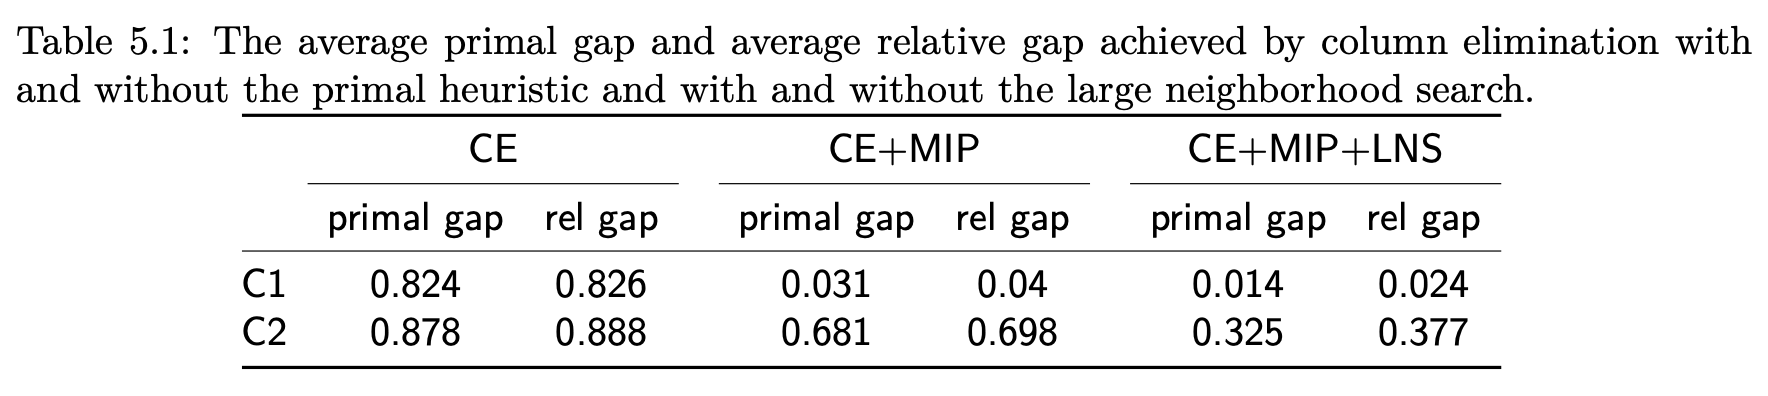 Table 5.1: The average primal gap and average relative gap achieved by column elimination with
and without the primal heuristic and with and without the large neighborhood search.
CE CE+MIP CE+MIP+LNS
primal gap rel gap primal gap rel gap primal gap rel gap
C1 0.824 0.826 0.031 0.04 0.014 0.024
C2 0.878 0.888 0.681 0.698 0.325 0.377